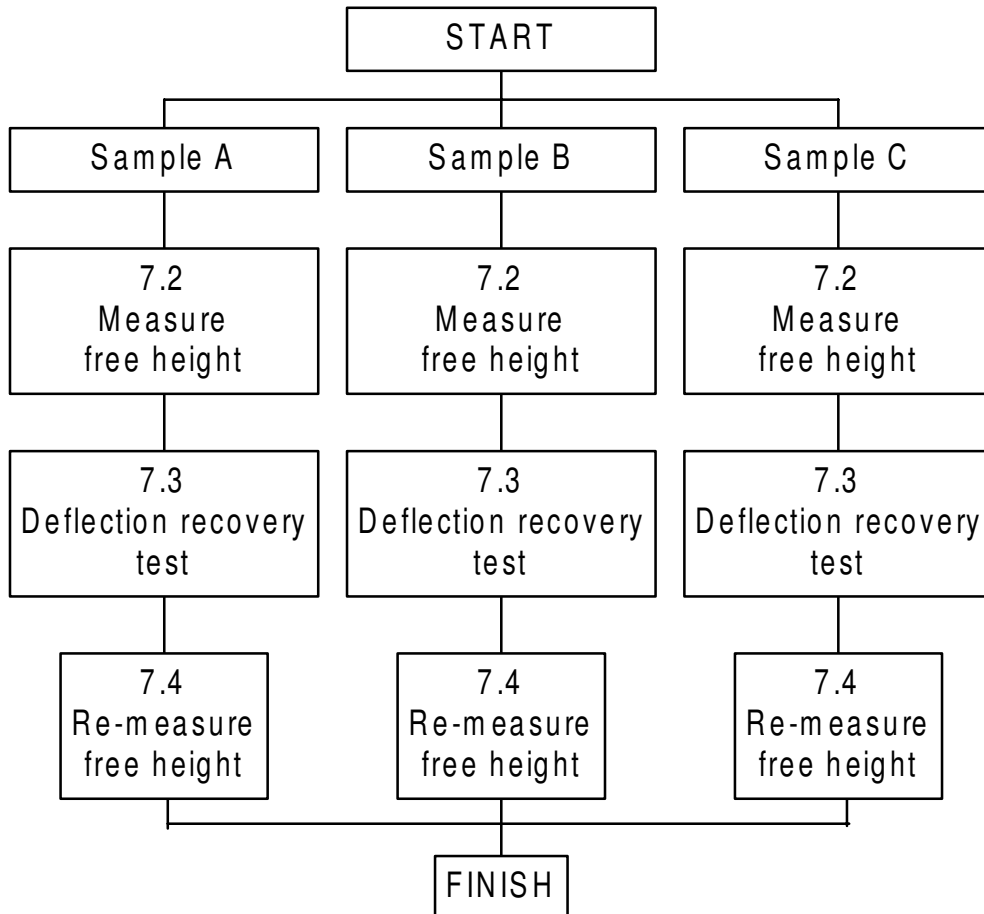 START
Sample A
Sample B
Sample C
7.2
Measure
free height
7.2
Measure
free height
7.2
Measure
free height
7.3
Deflection recovery
test
7.3
Deflection recovery
test
7.3
Deflection recovery
test
7.4
Re-measure
free height
7.4
Re-measure
free height
7.4
Re-measure
free height
FINISH